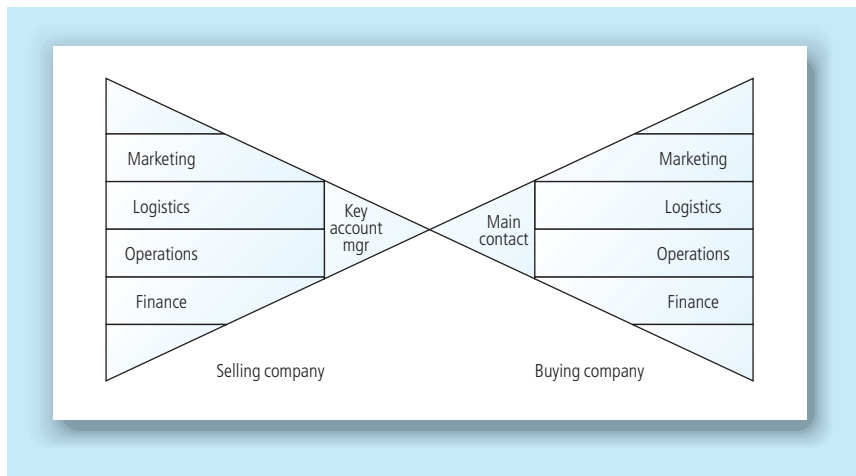 Marketing
Logistics
Operations
Finance
Key
account
mgr
Main
contact
Marketing
Logistics
Operations
Finance
Selling company
Buying company